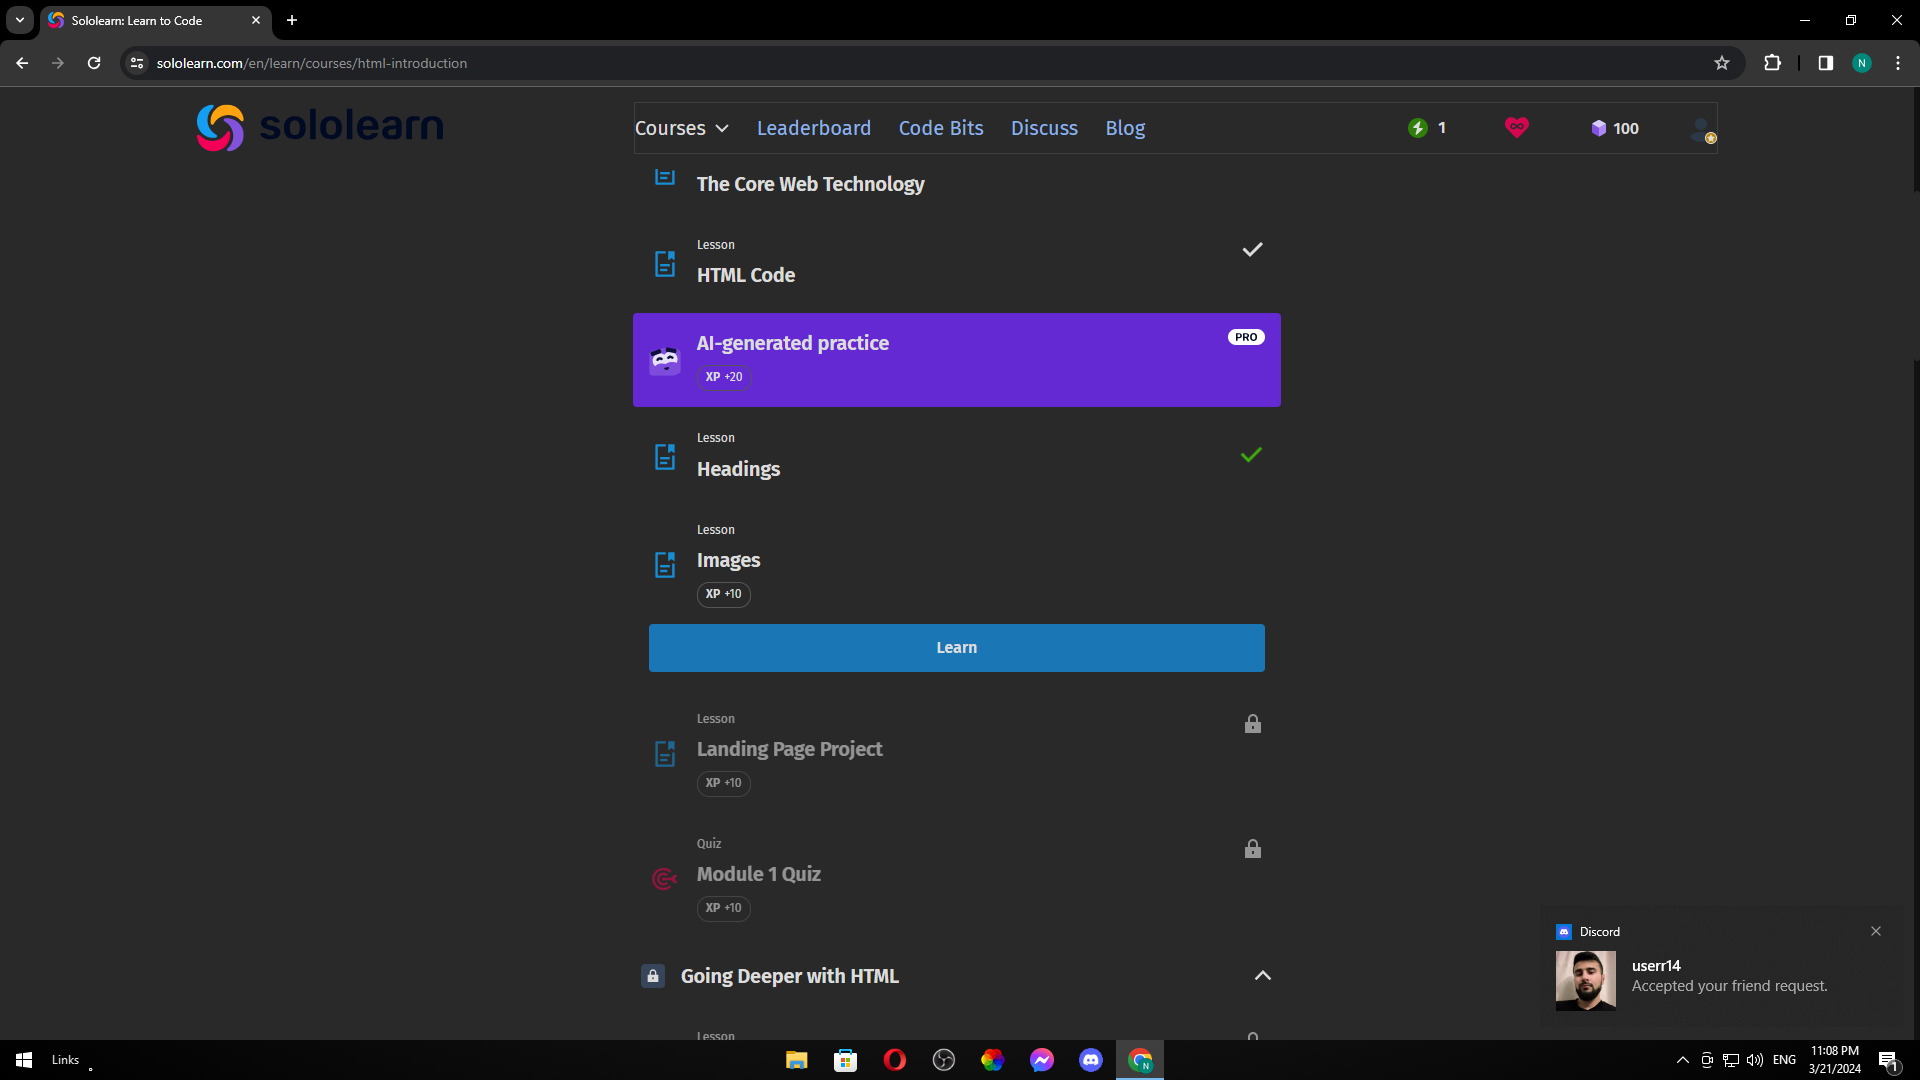 Sololearn: Learn to Code
sololearn.com/en/learn/courses/html-introduction
N
sololearn
Courses
Leaderboard
Code Bits
Discuss
Blog
1
100
The Core Web Technology
Lesson
HTML Code
AI-generated practice
PRO
XP +20
Lesson
Headings
Lesson
Images
XP +10
Learn
Lesson
Landing Page Project
XP +10
Quiz
Module 1 Quiz
XP +10
Going Deeper with HTML
Lesson
Discord
userr14
Accepted your friend request.
Links
N
ENG
11:08 PM
3/21/2024
1